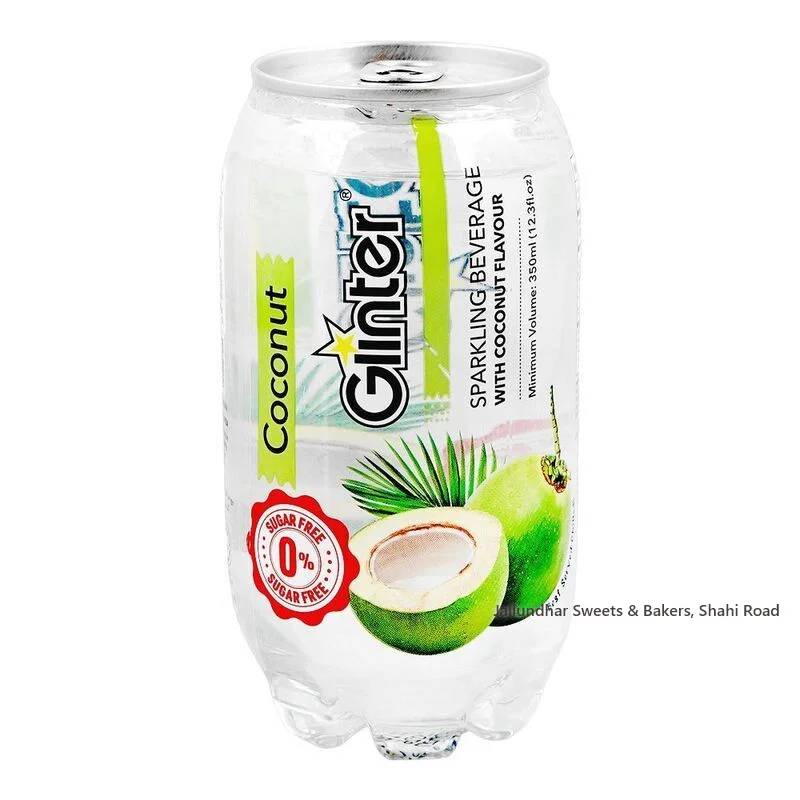 Coconut
Glinter®
SPARKLING BEVERAGE
WITH COCONUT FLAVOUR
Minimum Volume: 350ml (12.3fl.oz)
SUGAR FREE
0%
SUGAR FREE
Jallundhar Sweets & Bakers, Shahi Road